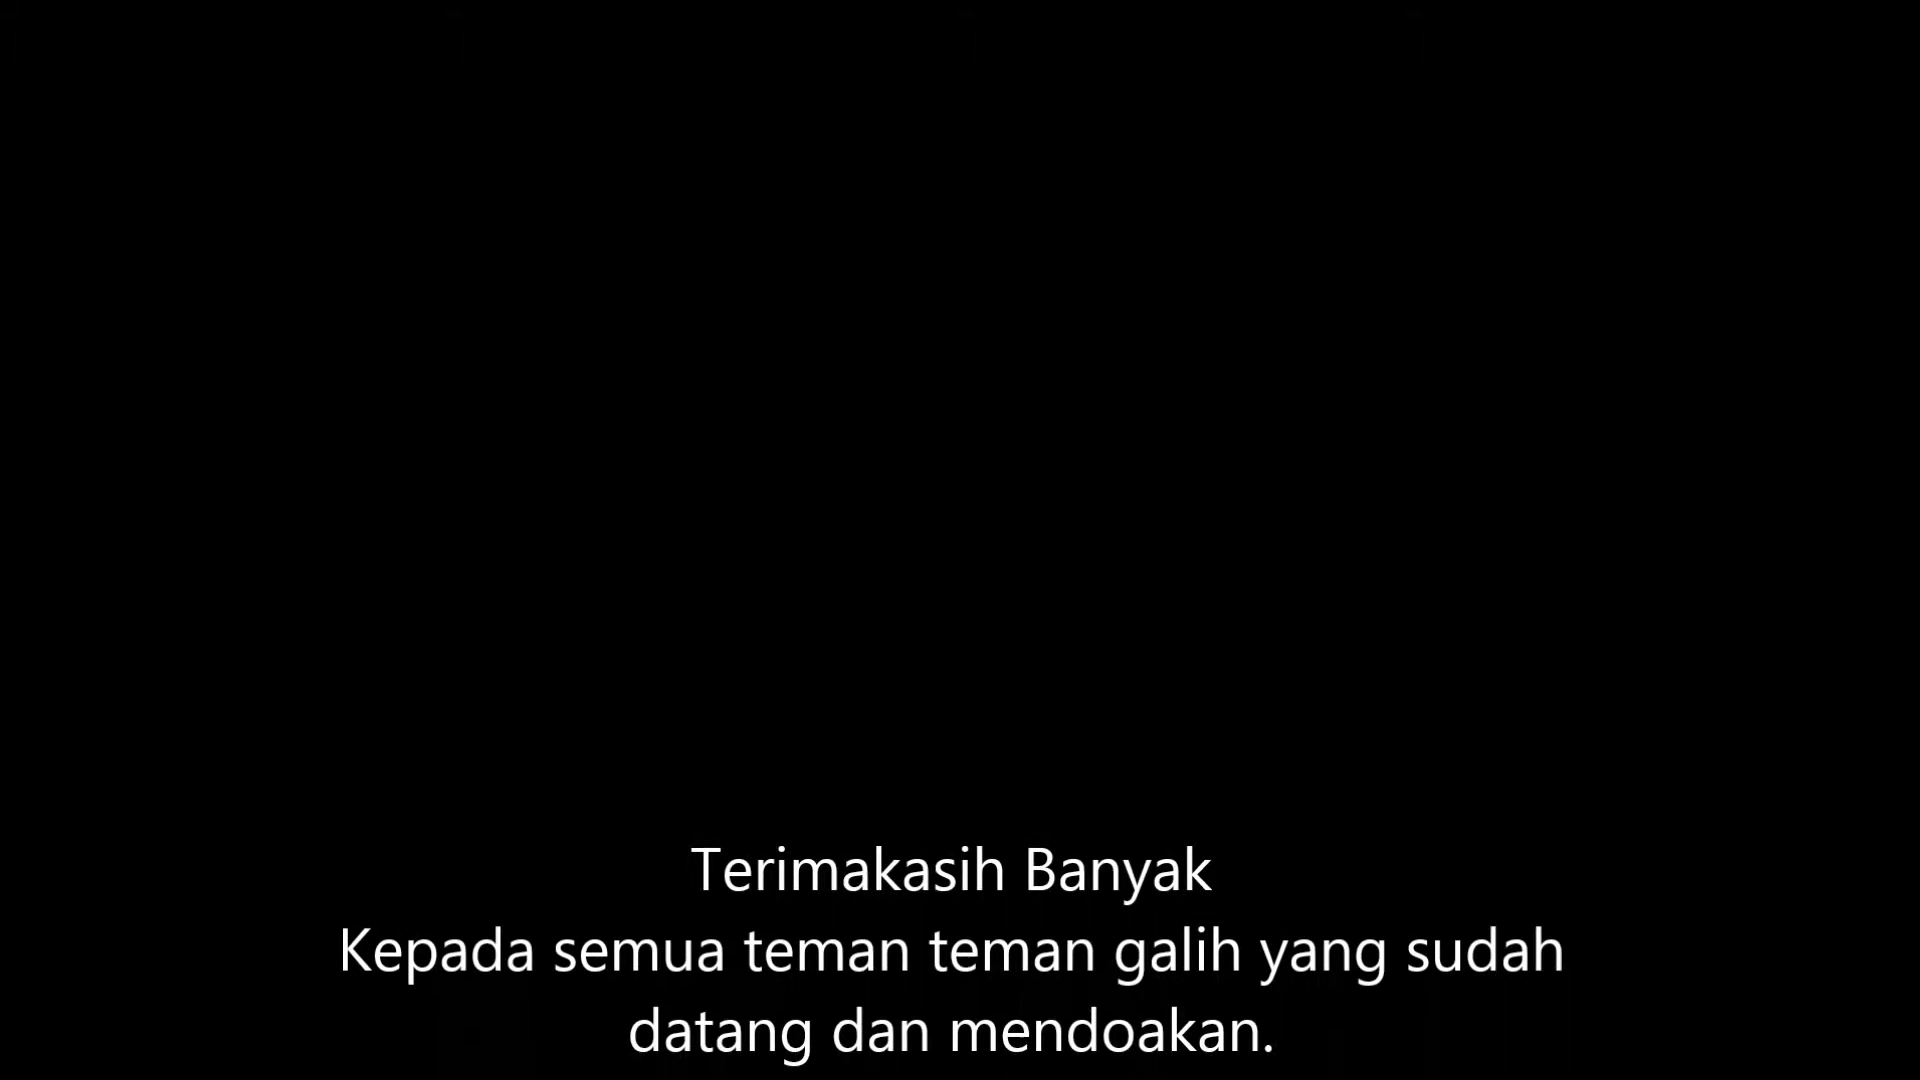 Terimakasih Banyak
Kepada semua teman teman galih yang sudah
datang dan mendoakan.